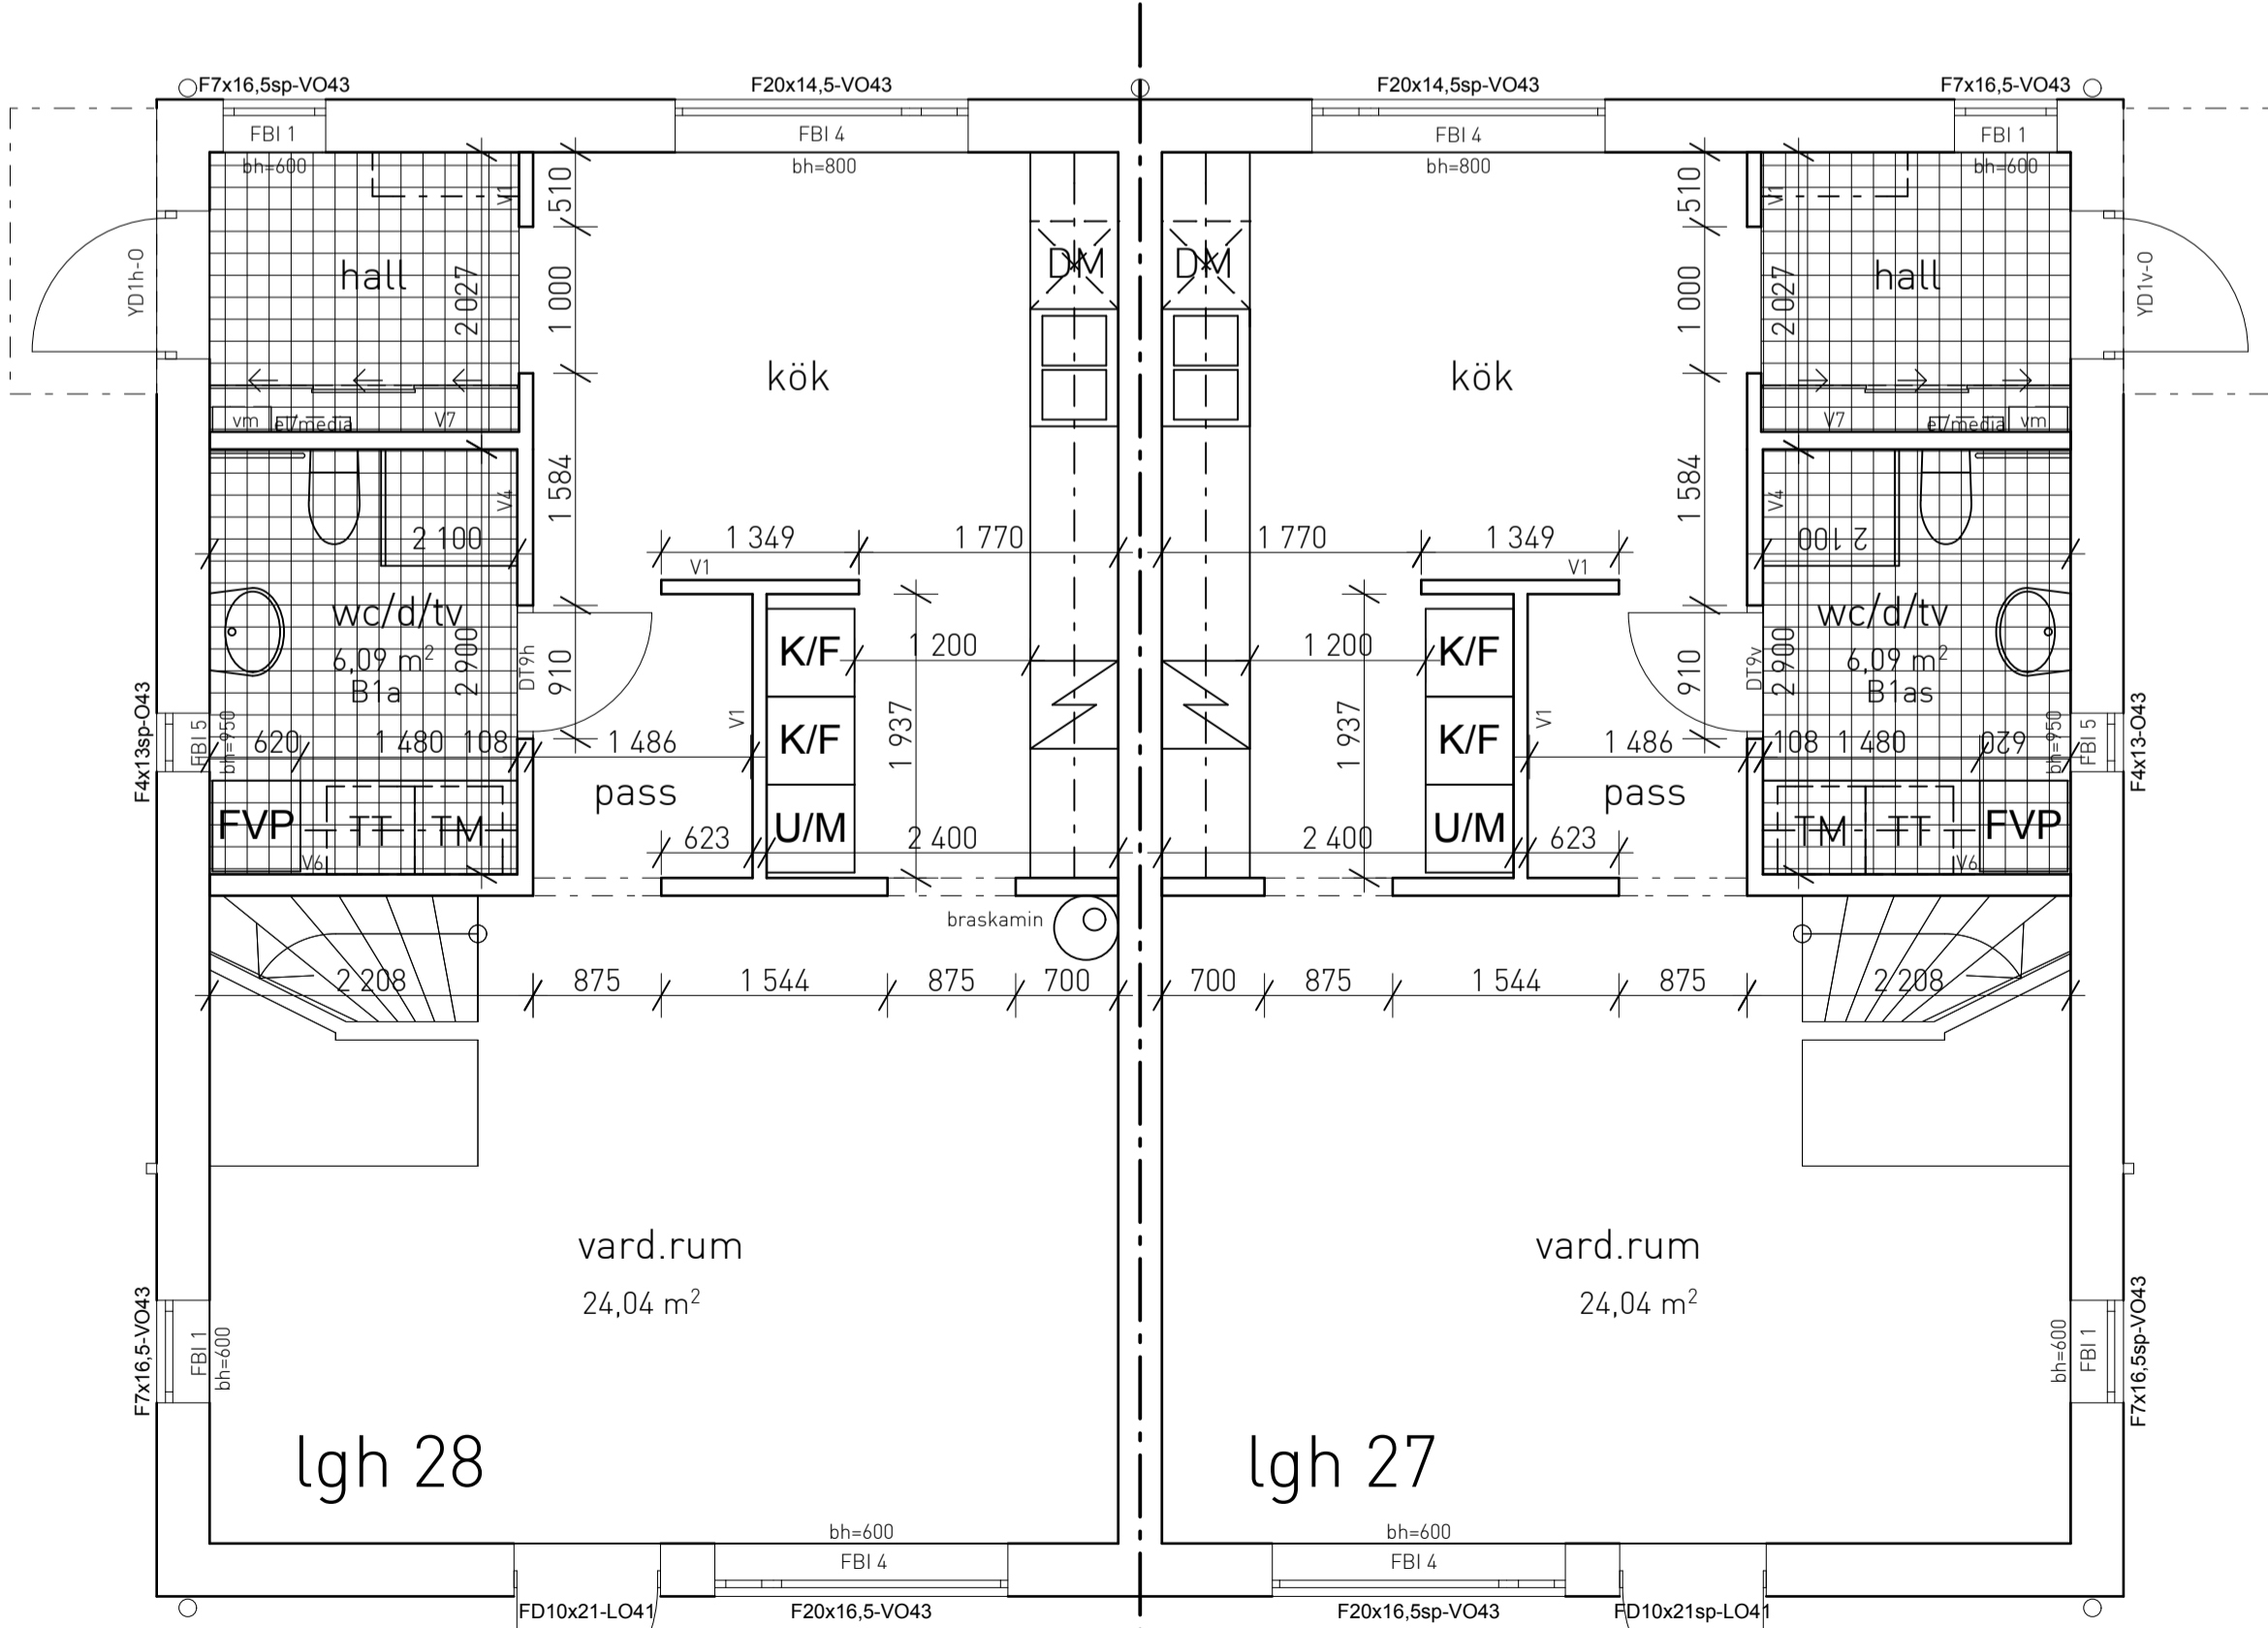 F7x16,5sp-VO43
F20x14,5-VO43
F20x14,5sp-VO43
F7x16,5-VO43
FBI 1
FBI 4
FBI 4
FBI 1
bh=600
bh=800
bh=800
bh=600
V1
510
510
V1
YD1h-O
hall
2 027
1 000
DM
DM
1 000
2 027
hall
YD1v-O
kök
kök
vm
el/media
V7
V7
el/media
vm
V4
1 584
1 584
V4
2 100
1 349
1 770
1 770
1 349
2 100
V1
V1
wc/d/tv
wc/d/tv
6,09 m²
6,09 m²
B1a
B1as
2 900
DT9h
910
K/F
1 200
1 200
K/F
910
DT9v
2 900
F4x13sp-O43
FBI 5
bh=950
620
1 480
108
1 486
V1
K/F
1 937
1 937
K/F
V1
1 486
108
1 480
620
bh=950
FBI 5
F4x13-O43
pass
pass
FVP
TT
TM
623
U/M
2 400
2 400
U/M
623
TM
TT
FVP
V6
V6
braskamin
2 208
875
1 544
875
700
700
875
1 544
875
2 208
vard.rum
vard.rum
24,04 m²
24,04 m²
F7x16,5-VO43
FBI 1
bh=600
bh=600
FBI 1
F7x16,5sp-VO43
lgh 28
lgh 27
bh=600
bh=600
FBI 4
FBI 4
FD10x21-LO41
F20x16,5-VO43
F20x16,5sp-VO43
FD10x21sp-LO41